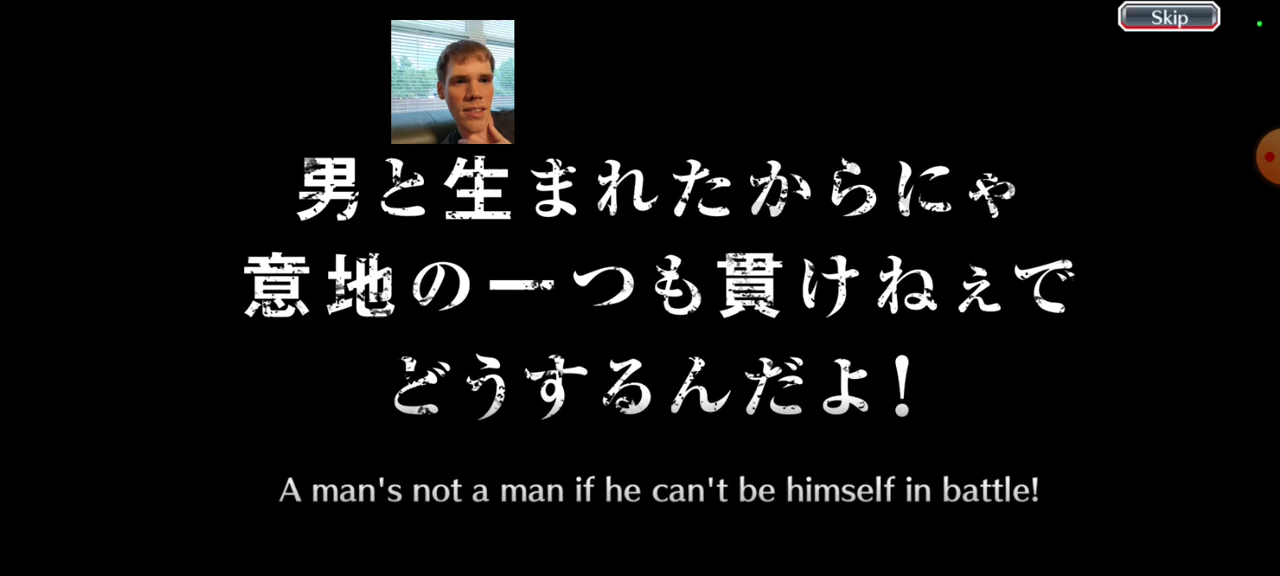 Skip
男と生まれたからにゃ
意地の一つも貫けねぇで
どうするんだよ！
A man's not a man if he can't be himself in battle!